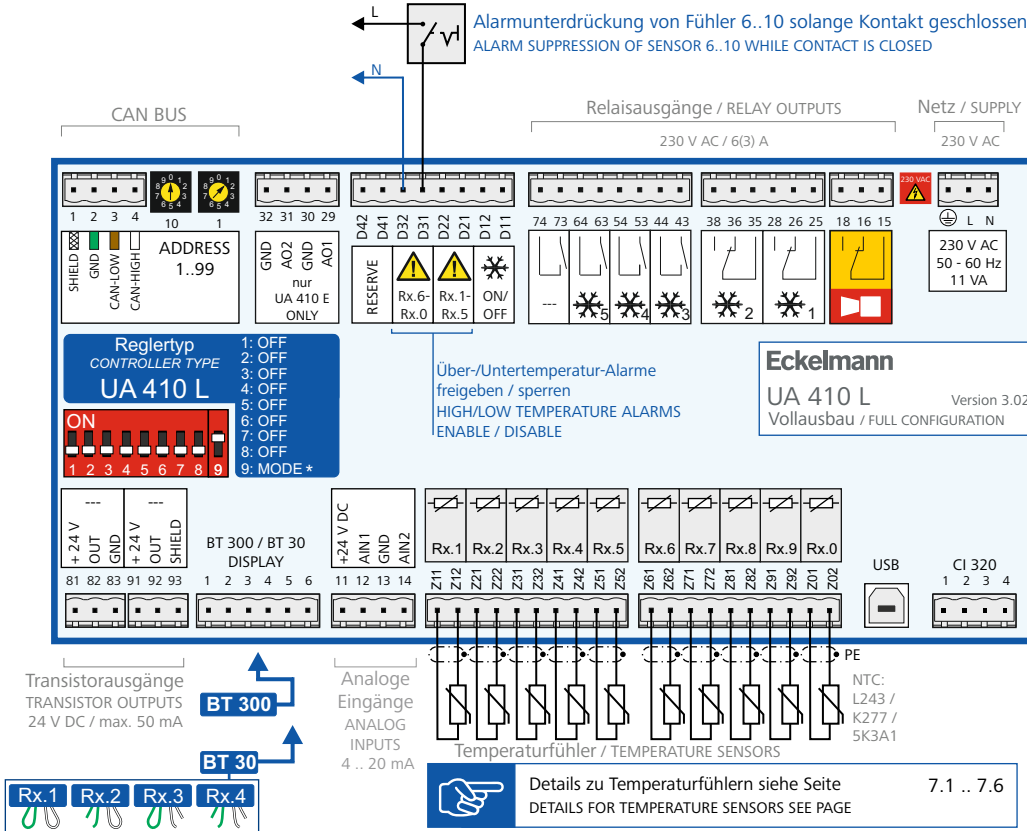 L
Alarmunterdrückung von Fühler 6..10 solange Kontakt geschlossen
ALARM SUPPRESSION OF SENSOR 6..10 WHILE CONTACT IS CLOSED
N
CAN BUS
Relaisausgänge / RELAY OUTPUTS
Netz / SUPPLY
230 V AC / 6(3) A
230 V AC
230 VAC
1 2 3 4
10 1
32 31 30 29
D42 D41 D32 D31 D22 D21 D12 D11
74 73 64 63 54 53 44 43
38 36 35 28 26 25
18 16 15
L N
SHIELD
GND
CAN-LOW
CAN-HIGH
ADDRESS
1..99
GND
AO2
GND
AO1
nur
UA 410 E
ONLY
RESERVE
Rx.6-
Rx.0
Rx.1-
Rx.5
ON/
OFF
---
5 4 3 2 1
230 V AC
50 - 60 Hz
11 VA
Reglertyp
CONTROLLER TYPE
UA 410 L
1: OFF
2: OFF
3: OFF
4: OFF
5: OFF
6: OFF
7: OFF
8: OFF
9: MODE *
Über-/Untertemperatur-Alarme
freigeben / sperren
HIGH/LOW TEMPERATURE ALARMS
ENABLE / DISABLE
Eckelmann
UA 410 L Version 3.02
Vollausbau / FULL CONFIGURATION
ON
1 2 3 4 5 6 7 8 9
---
+ 24 V
OUT
GND
---
+ 24 V
OUT
SHIELD
BT 300 / BT 30
DISPLAY
+24 V DC
AIN1
GND
AIN2
Rx.1 Rx.2 Rx.3 Rx.4 Rx.5
Rx.6 Rx.7 Rx.8 Rx.9 Rx.0
USB
CI 320
81 82 83 91 92 93
1 2 3 4 5 6
11 12 13 14
Z11 Z12 Z21 Z22 Z31 Z32 Z41 Z42 Z51 Z52
Z61 Z62 Z71 Z72 Z81 Z82 Z91 Z92 Z01 Z02
1 2 3 4
PE
Transistorausgänge
TRANSISTOR OUTPUTS
24 V DC / max. 50 mA
BT 300
BT 30
Analoge
Eingänge
ANALOG
INPUTS
4 .. 20 mA
NTC:
L243 /
K277 /
5K3A1
Temperaturfühler / TEMPERATURE SENSORS
Rx.1 Rx.2 Rx.3 Rx.4
Details zu Temperaturfühlern siehe Seite 7.1 .. 7.6
DETAILS FOR TEMPERATURE SENSORS SEE PAGE